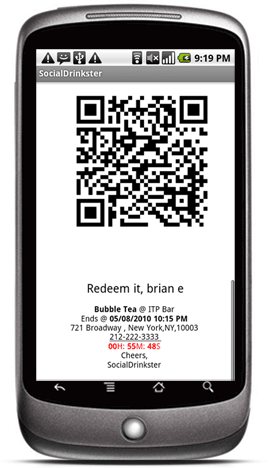 9:19 PM
SocialDrinkster
Redeem it, brian e
Bubble Tea @ ITP Bar
Ends @ 05/08/2010 10:15 PM
721 Broadway , New York,NY,10003
212-222-3333
00H: 55M: 48S
Cheers,
SocialDrinkster